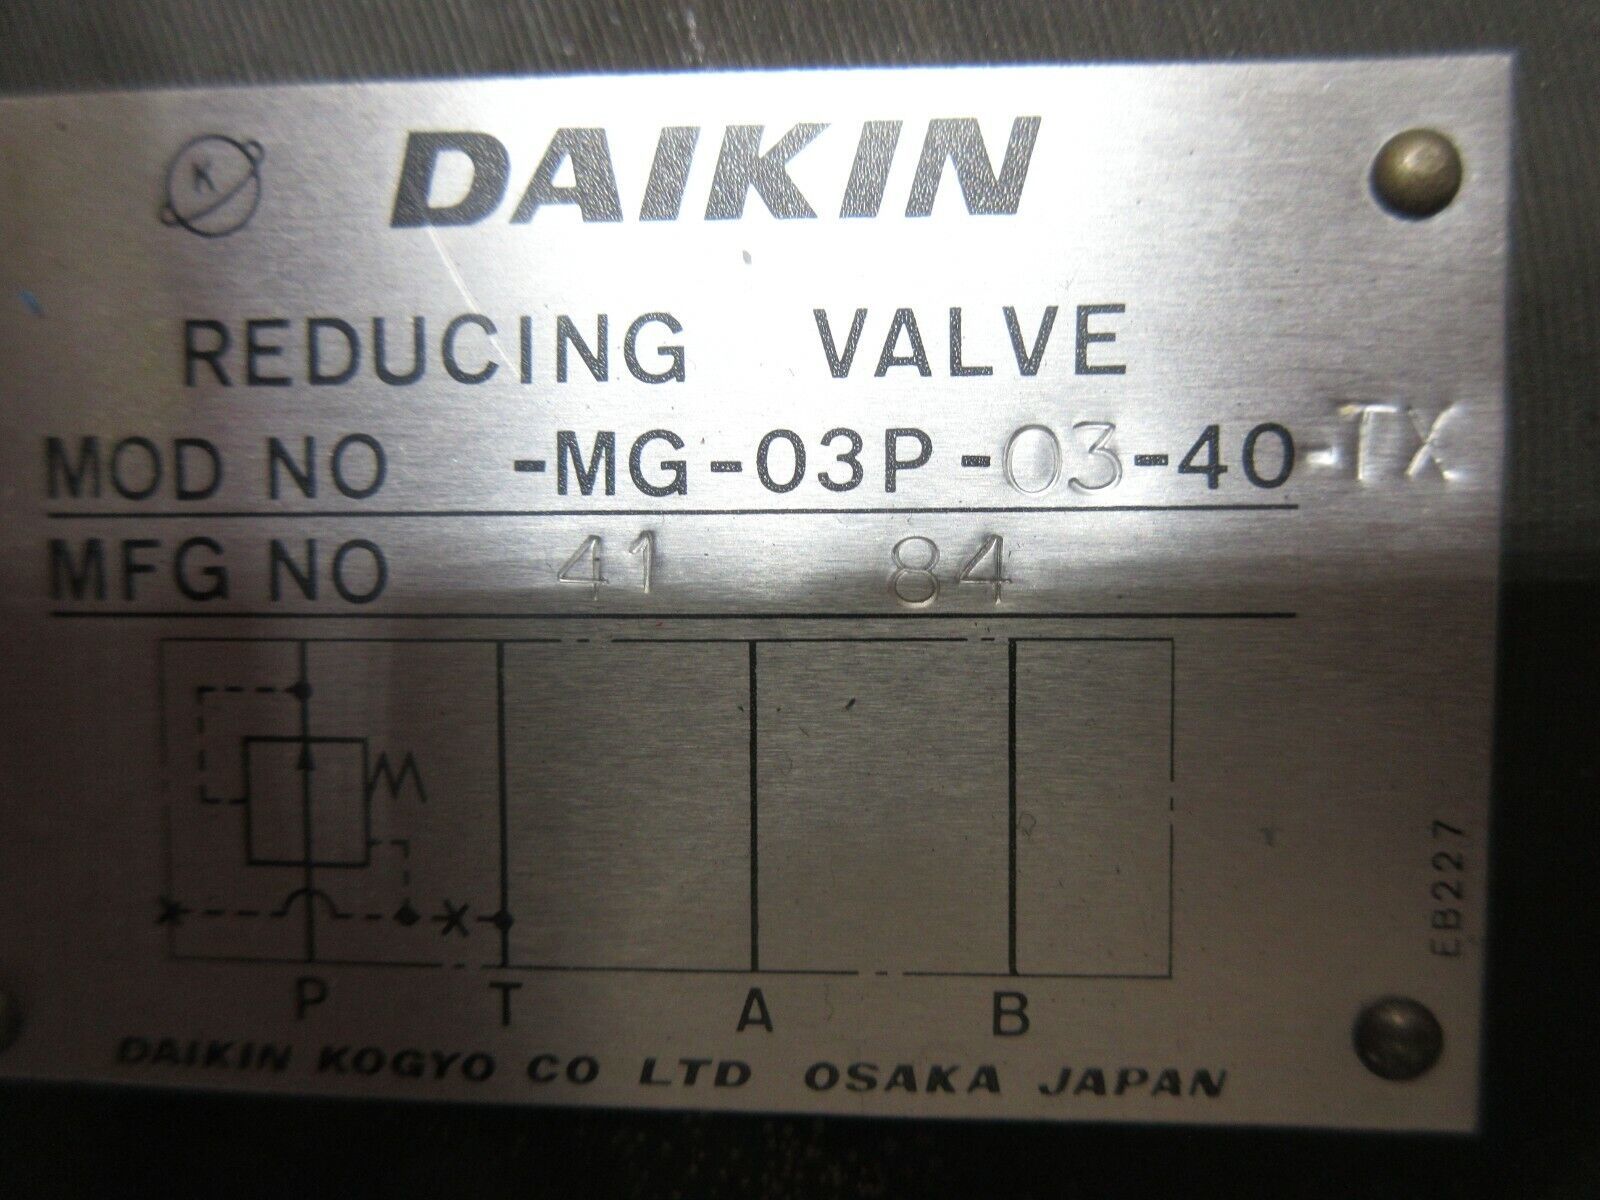 K DAIKIN
REDUCING VALVE
MOD NO -MG-03P-03-40-TX
MFG NO 41 84
P T A B
EB227
DAIKIN KOGYO CO LTD OSAKA JAPAN